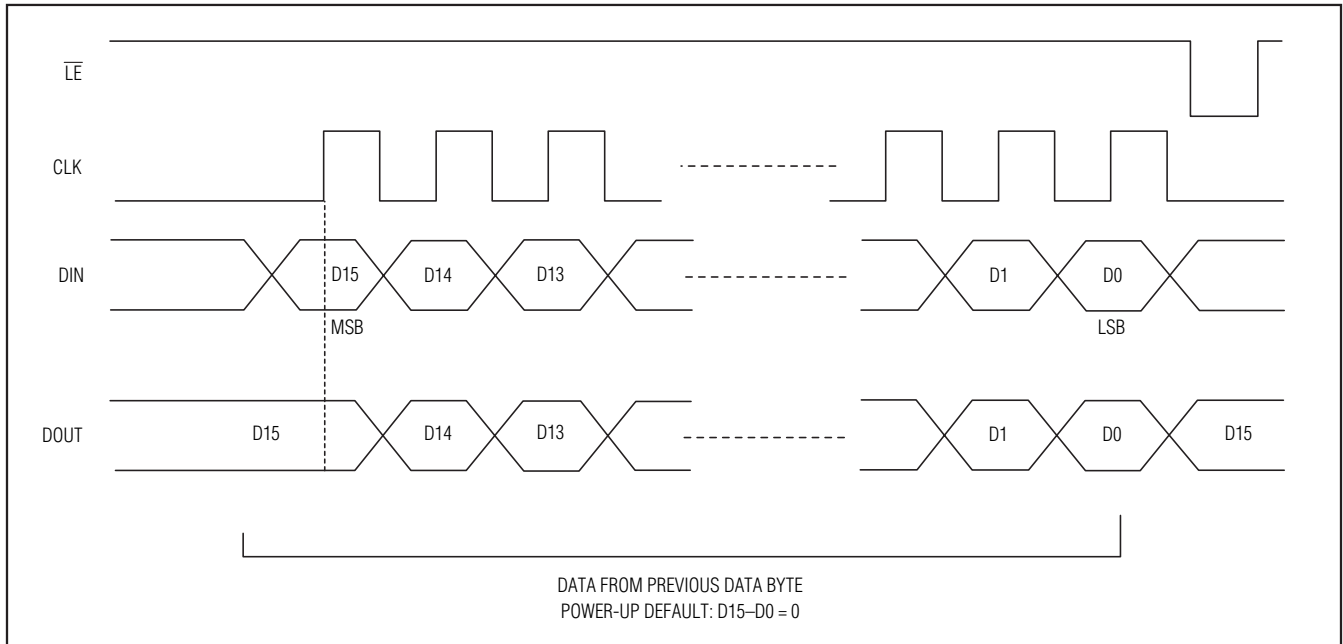 LE
CLK
DIN
D15
D14
D13
D1
D0
MSB
LSB
DOUT
D15
D14
D13
D1
D0
D15
DATA FROM PREVIOUS DATA BYTE
POWER-UP DEFAULT: D15–D0 = 0